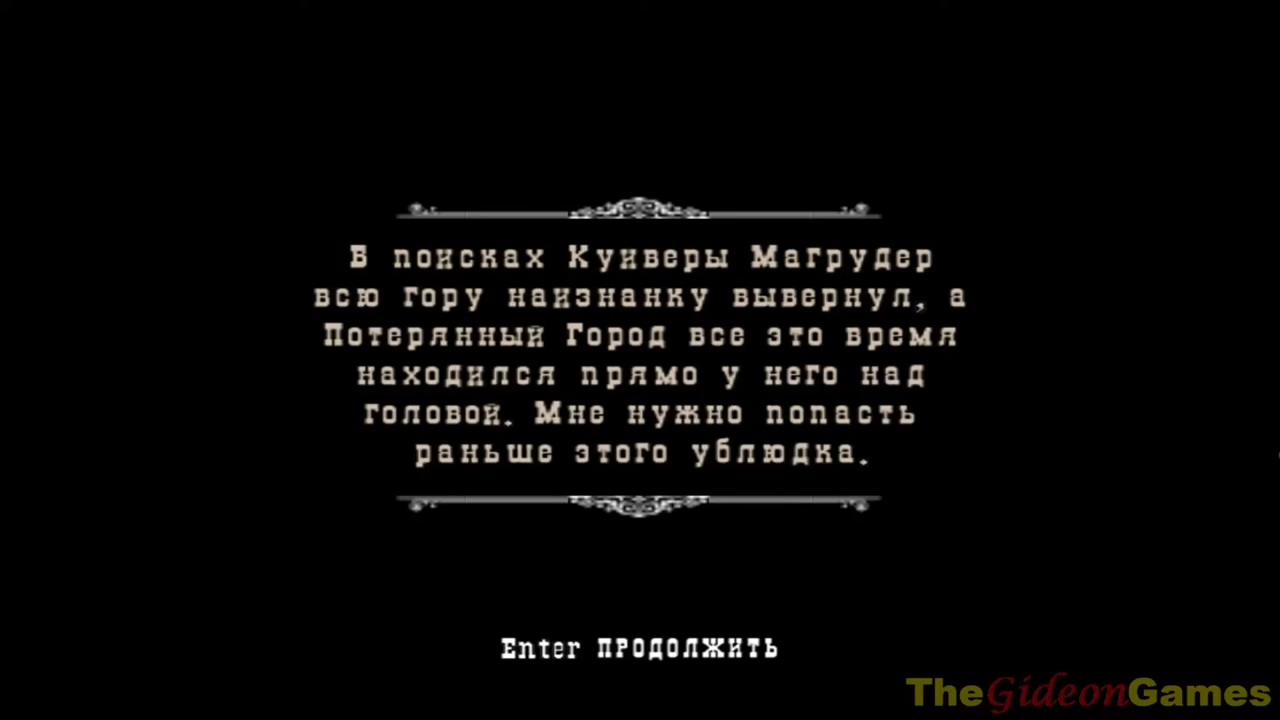 В поисках Куиверы Магрудер
всю гору наизнанку вывернул, а
Потерянный Город все это время
находился прямо у него над
головой. Мне нужно попасть
раньше этого ублюдка.
Enter ПРОДОЛЖИТЬ
TheGideonGames